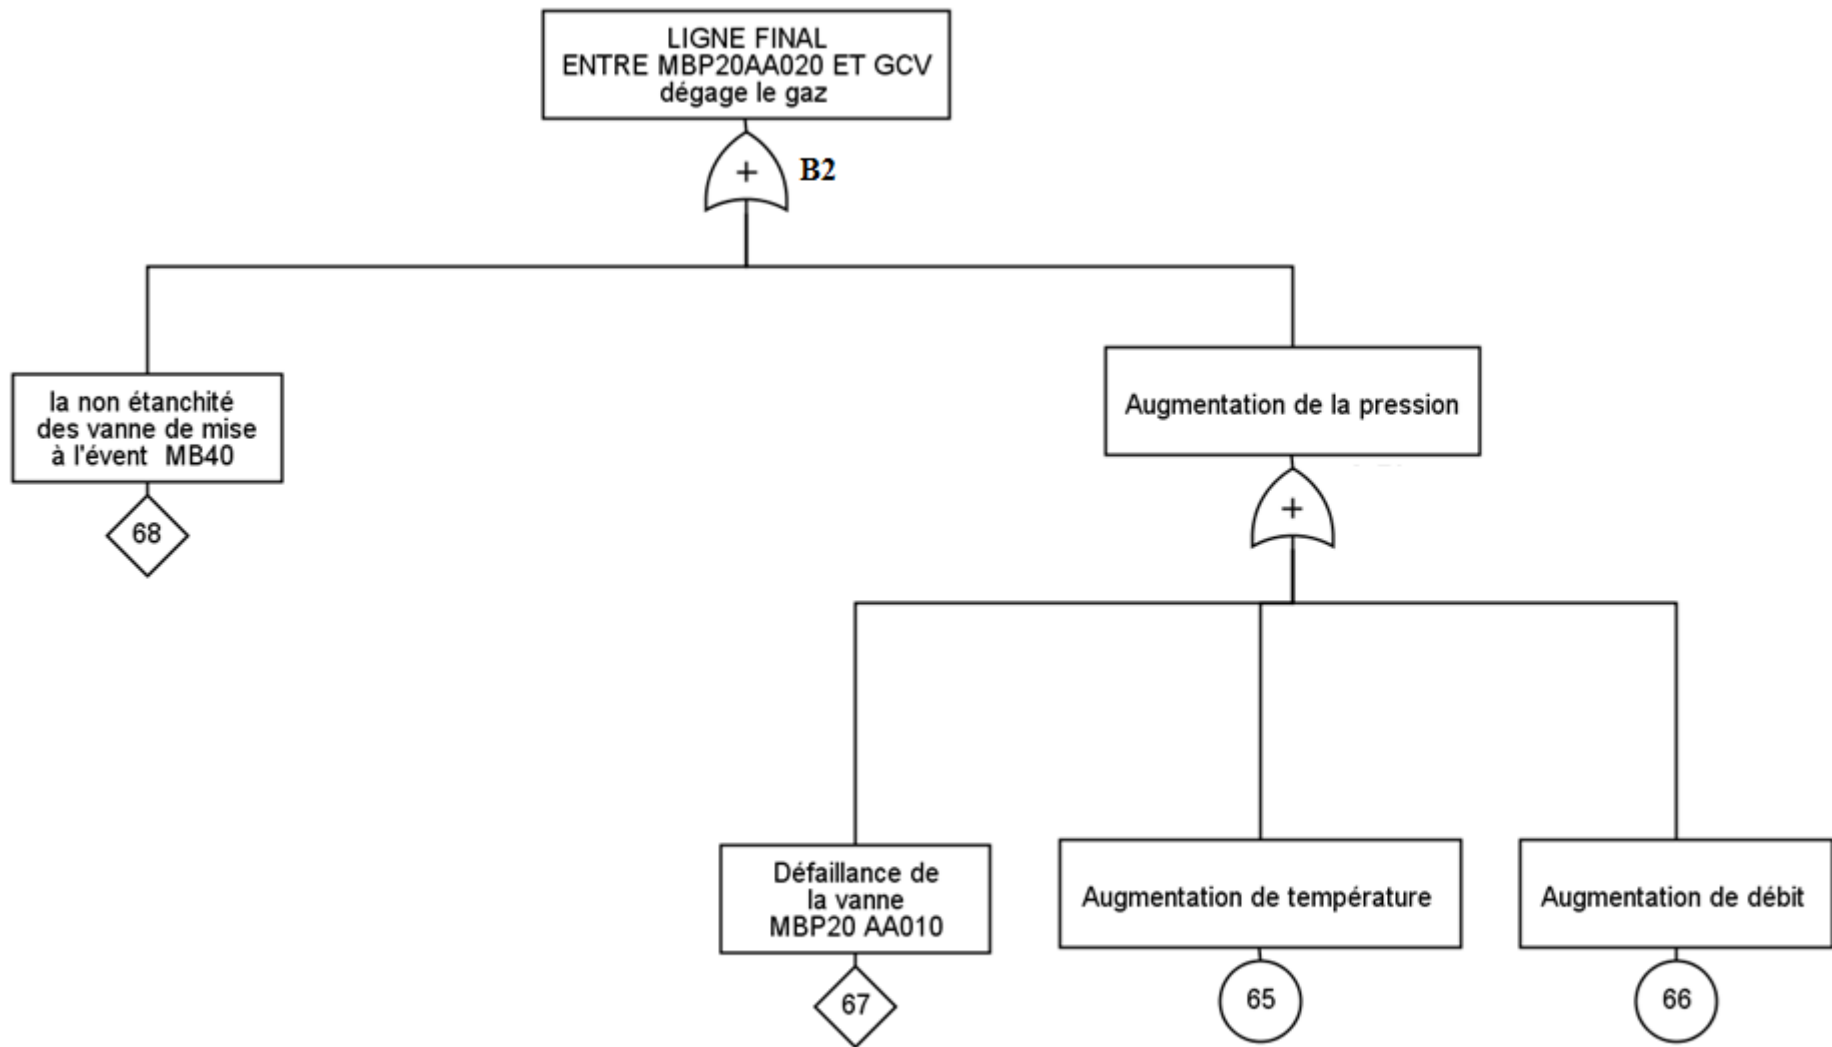 LIGNE FINAL
ENTRE MBP20AA020 ET GCV
dégage le gaz
+
B2
la non étanchité
des vanne de mise
à l'évent MB40
68
Augmentation de la pression
+
Défaillance de
la vanne
MBP20 AA010
67
Augmentation de température
65
Augmentation de débit
66